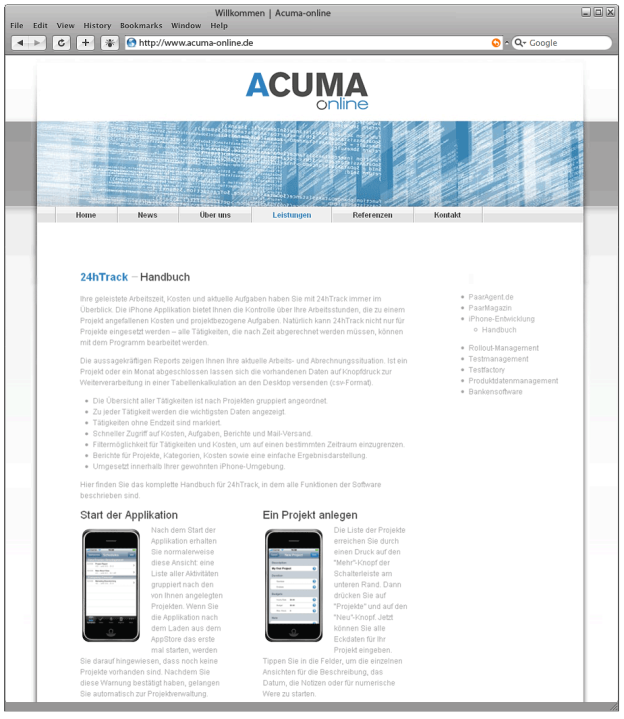 Willkommen | Acuma-online
File Edit View History Bookmarks Window Help
http://www.acuma-online.de
Google
ACUMA
online
Home News Über uns Leistungen Referenzen Kontakt
24hTrack – Handbuch
Ihre geleistete Arbeitszeit, Kosten und aktuelle Aufgaben haben Sie mit 24hTrack immer im
Überblick. Die iPhone Applikation bietet Ihnen die Kontrolle über Ihre Arbeitsstunden, die zu einem
Projekt angefallenen Kosten und projektbezogene Aufgaben. Natürlich kann 24hTrack nicht nur für
Projekte eingesetzt werden – alle Tätigkeiten, die nach Zeit abgerechnet werden müssen, können
mit dem Programm bearbeitet werden.
Die aussagekräftigen Reports zeigen Ihnen Ihre aktuelle Arbeits- und Abrechnungssituation. Ist ein
Projekt oder ein Monat abgeschlossen lassen sich die vorhandenen Daten auf Knopfdruck zur
Weiterverarbeitung in einer Tabellenkalkulation an den Desktop versenden (csv-Format).
Die Übersicht aller Tätigkeiten ist nach Projekten gruppiert angeordnet.
Zu jeder Tätigkeit werden die wichtigsten Daten angezeigt.
Tätigkeiten ohne Endzeit sind markiert.
Schneller Zugriff auf Kosten, Aufgaben, Berichte und Mail-Versand.
Filtermöglichkeit für Tätigkeiten und Kosten, um auf einen bestimmten Zeitraum einzugrenzen.
Berichte für Projekte, Kategorien, Kosten sowie eine einfache Ergebnisdarstellung.
Umgesetzt innerhalb Ihrer gewohnten iPhone-Umgebung.
Hier finden Sie das komplette Handbuch für 24hTrack, in dem alle Funktionen der Software
beschrieben sind.
Start der Applikation
Nach dem Start der
Applikation erhalten
Sie normalerweise
diese Ansicht: eine
Liste aller Aktivitäten
gruppiert nach den
von Ihnen angelegten
Projekten. Wenn Sie
die Applikation nach
dem Laden aus dem
AppStore das erste
mal starten, werden
Sie darauf hingewiesen, dass noch keine
Projekte vorhanden sind. Nachdem Sie
diese Warnung bestätigt haben, gelangen
Sie automatisch zur Projektverwaltung.
Ein Projekt anlegen
Die Liste der Projekte
erreichen Sie durch
einen Druck auf den
"Mehr"-Knopf der
Schalterleiste am
unteren Rand. Dann
drücken Sie auf
"Projekte" und auf den
"Neu"-Knopf. Jetzt
können Sie alle
Eckdaten für Ihr
Projekt eingeben.
Tippen Sie in die Felder, um die einzelnen
Ansichten für die Beschreibung, das
Datum, die Notizen oder für numerische
Werte zu starten.
PaarAgent.de
PaarMagazin
iPhone-Entwicklung
Handbuch
Rollout-Management
Testmanagement
Testfactory
Produktdatenmanagement
Bankensoftware